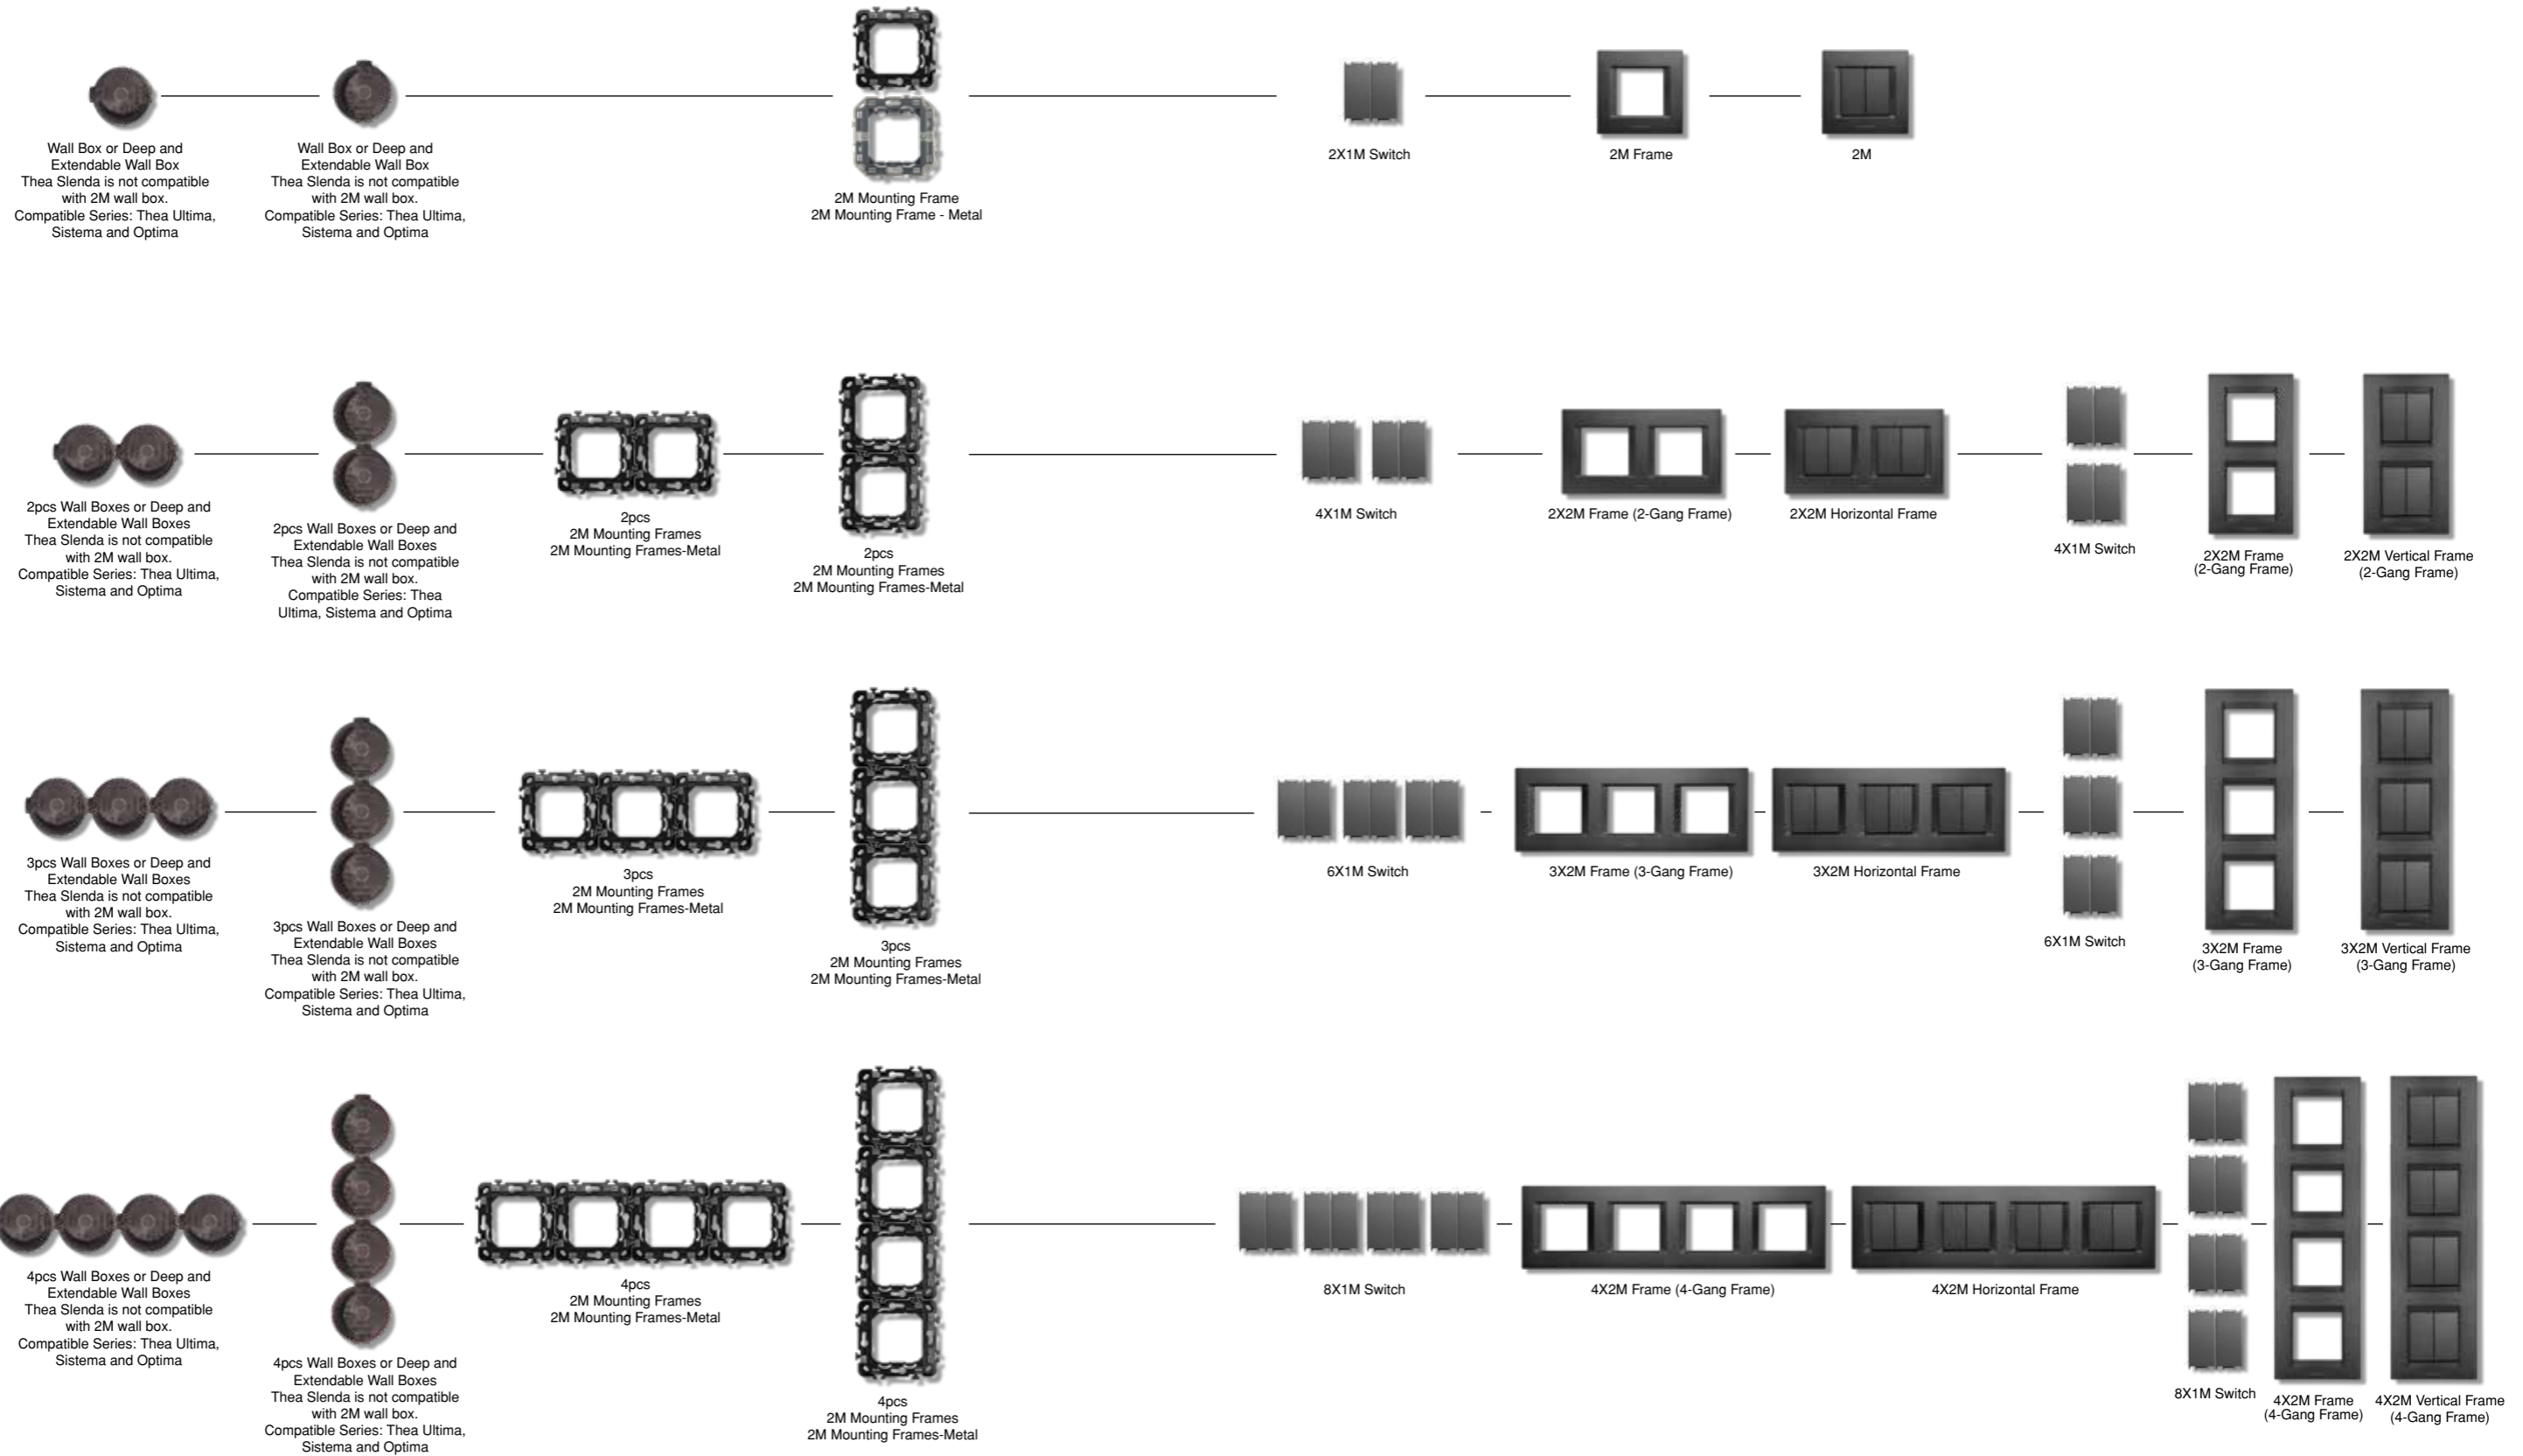 Wall Box or Deep and
Extendable Wall Box
Thea Slenda is not compatible
with 2M wall box.
Compatible Series: Thea Ultima,
Sistema and Optima
Wall Box or Deep and
Extendable Wall Box
Thea Slenda is not compatible
with 2M wall box.
Compatible Series: Thea Ultima,
Sistema and Optima
2M Mounting Frame
2M Mounting Frame - Metal
2X1M Switch
2M Frame
2M
2pcs Wall Boxes or Deep and
Extendable Wall Boxes
Thea Slenda is not compatible
with 2M wall box.
Compatible Series: Thea Ultima,
Sistema and Optima
2pcs Wall Boxes or Deep and
Extendable Wall Boxes
Thea Slenda is not compatible
with 2M wall box.
Compatible Series: Thea
Ultima, Sistema and Optima
2pcs
2M Mounting Frames
2M Mounting Frames-Metal
2pcs
2M Mounting Frames
2M Mounting Frames-Metal
4X1M Switch
2X2M Frame (2-Gang Frame)
2X2M Horizontal Frame
4X1M Switch
2X2M Frame
(2-Gang Frame)
2X2M Vertical Frame
(2-Gang Frame)
3pcs Wall Boxes or Deep and
Extendable Wall Boxes
Thea Slenda is not compatible
with 2M wall box.
Compatible Series: Thea Ultima,
Sistema and Optima
3pcs Wall Boxes or Deep and
Extendable Wall Boxes
Thea Slenda is not compatible
with 2M wall box.
Compatible Series: Thea Ultima,
Sistema and Optima
3pcs
2M Mounting Frames
2M Mounting Frames-Metal
3pcs
2M Mounting Frames
2M Mounting Frames-Metal
6X1M Switch
3X2M Frame (3-Gang Frame)
3X2M Horizontal Frame
6X1M Switch
3X2M Frame
(3-Gang Frame)
3X2M Vertical Frame
(3-Gang Frame)
4pcs Wall Boxes or Deep and
Extendable Wall Boxes
Thea Slenda is not compatible
with 2M wall box.
Compatible Series: Thea Ultima,
Sistema and Optima
4pcs Wall Boxes or Deep and
Extendable Wall Boxes
Thea Slenda is not compatible
with 2M wall box.
Compatible Series: Thea Ultima,
Sistema and Optima
4pcs
2M Mounting Frames
2M Mounting Frames-Metal
4pcs
2M Mounting Frames
2M Mounting Frames-Metal
8X1M Switch
4X2M Frame (4-Gang Frame)
4X2M Horizontal Frame
8X1M Switch
4X2M Frame
(4-Gang Frame)
4X2M Vertical Frame
(4-Gang Frame)